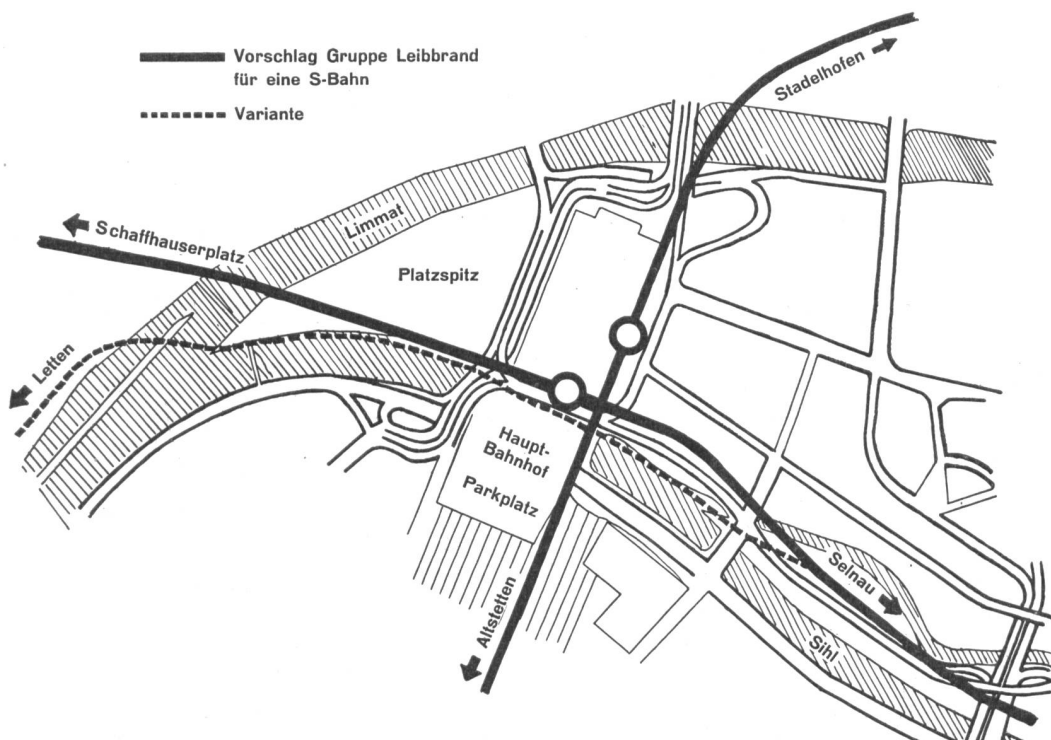 Vorschlag Gruppe Leibbrand
für eine S-Bahn
Variante
Stadelhofen
Schaffhauserplatz
Limmat
Platzspitz
Letten
Haupt-
Bahnhof
Parkplatz
Altstetten
Selnau
Sihl